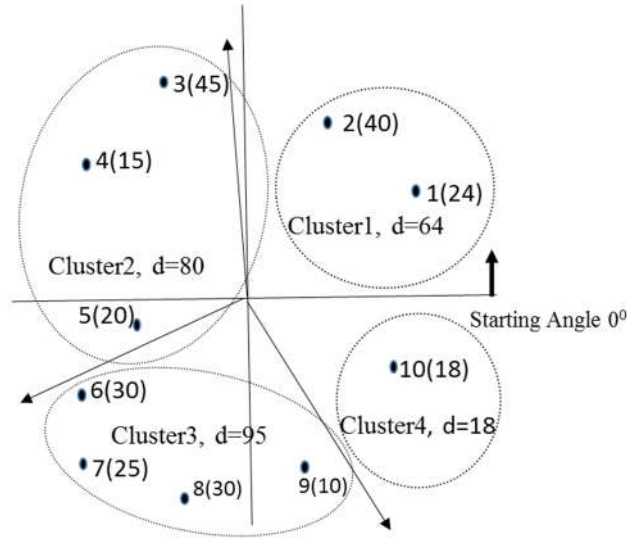 3(45)
2(40)
4(15)
1(24)
Cluster1, d=64
Cluster2, d=80
5(20)
Starting Angle 0⁰
10(18)
6(30)
Cluster4, d=18
Cluster3, d=95
7(25)
8(30)
9(10)